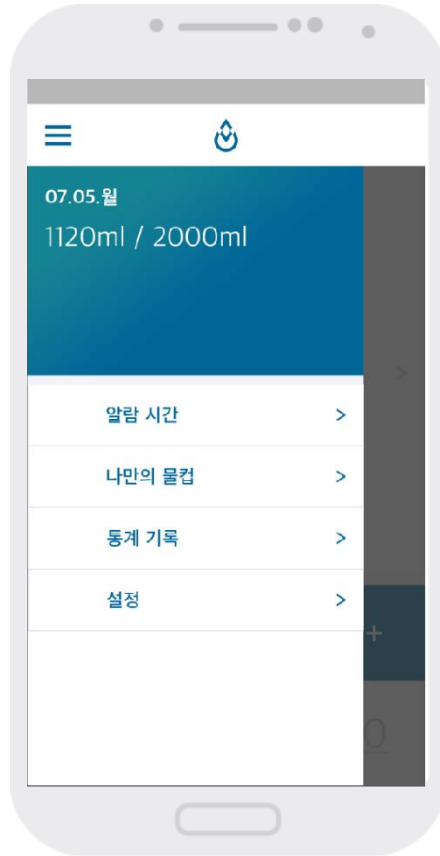 07.05.월
1120ml / 2000ml
>
알람 시간 >
나만의 물컵 >
통계 기록 >
설정 >
+
0